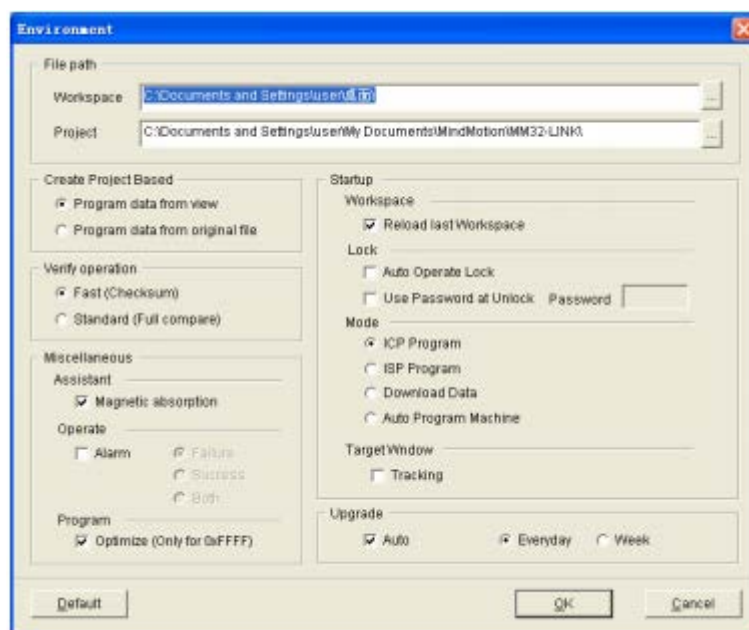 Environment
File path
Workspace C:\Documents and Settings\user\桌面\
...
Project C:\Documents and Settings\user\My Documents\MindMotion\MM32-LINK\
...
Create Project Based
Program data from view
Program data from original file
Verify operation
Fast (Checksum)
Standard (Full compare)
Miscellaneous
Assistant
Magnetic absorption
Operate
Alarm Failure
Success
Both
Program
Optimize (Only for 0xFFFF)
Startup
Workspace
Reload last Workspace
Lock
Auto Operate Lock
Use Password at Unlock Password
Mode
ICP Program
ISP Program
Download Data
Auto Program Machine
Target Window
Tracking
Upgrade
Auto Everyday Week
Default OK Cancel